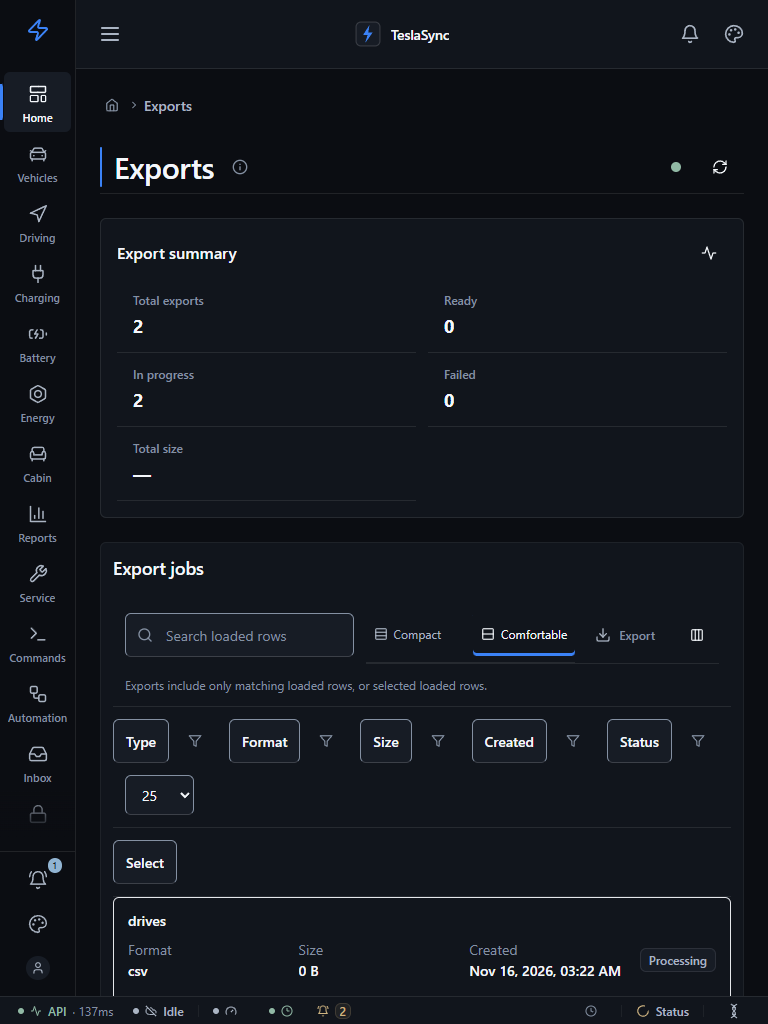 TeslaSync
Home
Vehicles
Driving
Charging
Battery
Energy
Cabin
Reports
Service
Commands
Automation
Inbox
1
Exports
Exports
Export summary
Total exports
2
Ready
0
In progress
2
Failed
0
Total size
—
Export jobs
Search loaded rows
Compact
Comfortable
Export
Exports include only matching loaded rows, or selected loaded rows.
Type
Format
Size
Created
Status
25
Select
drives
Format
csv
Size
0 B
Created
Nov 16, 2026, 03:22 AM
Processing
API · 137ms
Idle
2
Status